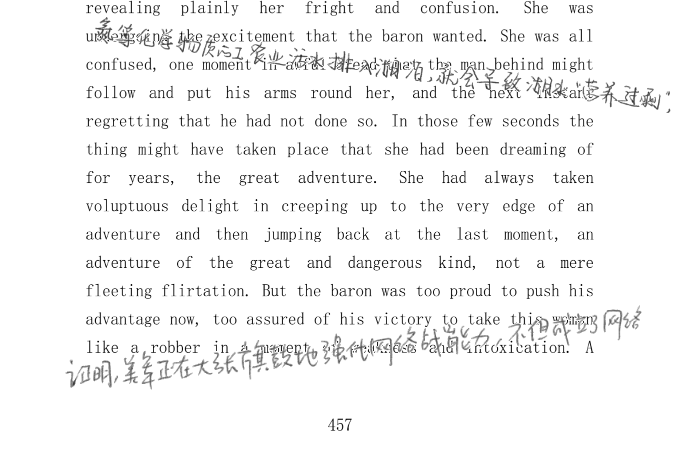 revealing plainly her fright and confusion. She was
undergoing the excitement that the baron wanted. She was all
氮等化学物质的工农业活水排入湖泊,就会导致湖水营养过剩;
confused, one moment in acute dread that the man behind might
follow and put his arms round her, and the next instant
regretting that he had not done so. In those few seconds the
thing might have taken place that she had been dreaming of
for years, the great adventure. She had always taken
voluptuous delight in creeping up to the very edge of an
adventure and then jumping back at the last moment, an
adventure of the great and dangerous kind, not a mere
fleeting flirtation. But the baron was too proud to push his
advantage now, too assured of his victory to take this woman
like a robber in a moment of weakness and intoxication. A
证明,美军正在大张旗鼓地强化网络战能力,不但成立了网络
457